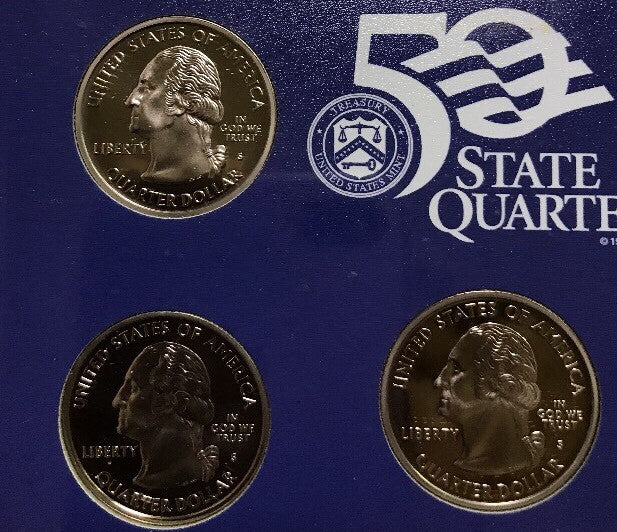 UNITED STATES OF AMERICA
LIBERTY
IN
GOD WE
TRUST
S
QUARTER DOLLAR
50
TREASURY
UNITED STATES MINT
STATE
QUARTE
© 19
UNITED STATES OF AMERICA
LIBERTY
IN
GOD WE
TRUST
S
QUARTER DOLLAR
UNITED STATES OF AMERICA
LIBERTY
IN
GOD WE
TRUST
S
QUARTER DOLLAR